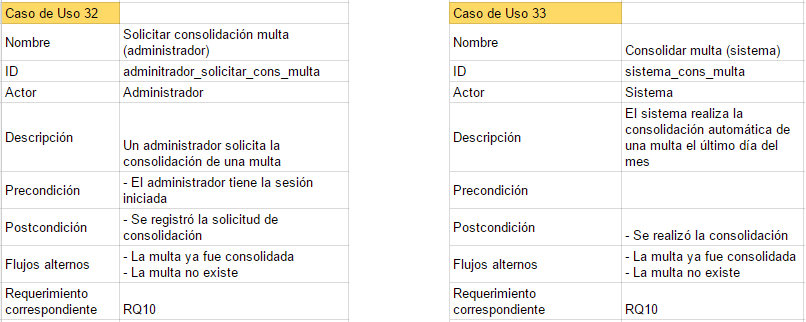 Caso de Uso 32
Nombre
Solicitar consolidación multa
(administrador)
ID
adminitrador_solicitar_cons_multa
Actor
Administrador
Descripción
Un administrador solicita la
consolidación de una multa
Precondición
- El administrador tiene la sesión
iniciada
Postcondición
- Se registró la solicitud de
consolidación
Flujos alternos
- La multa ya fue consolidada
- La multa no existe
Requerimiento
correspondiente
RQ10
Caso de Uso 33
Nombre
Consolidar multa (sistema)
ID
sistema_cons_multa
Actor
Sistema
Descripción
El sistema realiza la
consolidación automática de
una multa el último día del
mes
Precondición
Postcondición
- Se realizó la consolidación
Flujos alternos
- La multa ya fue consolidada
- La multa no existe
Requerimiento
correspondiente
RQ10